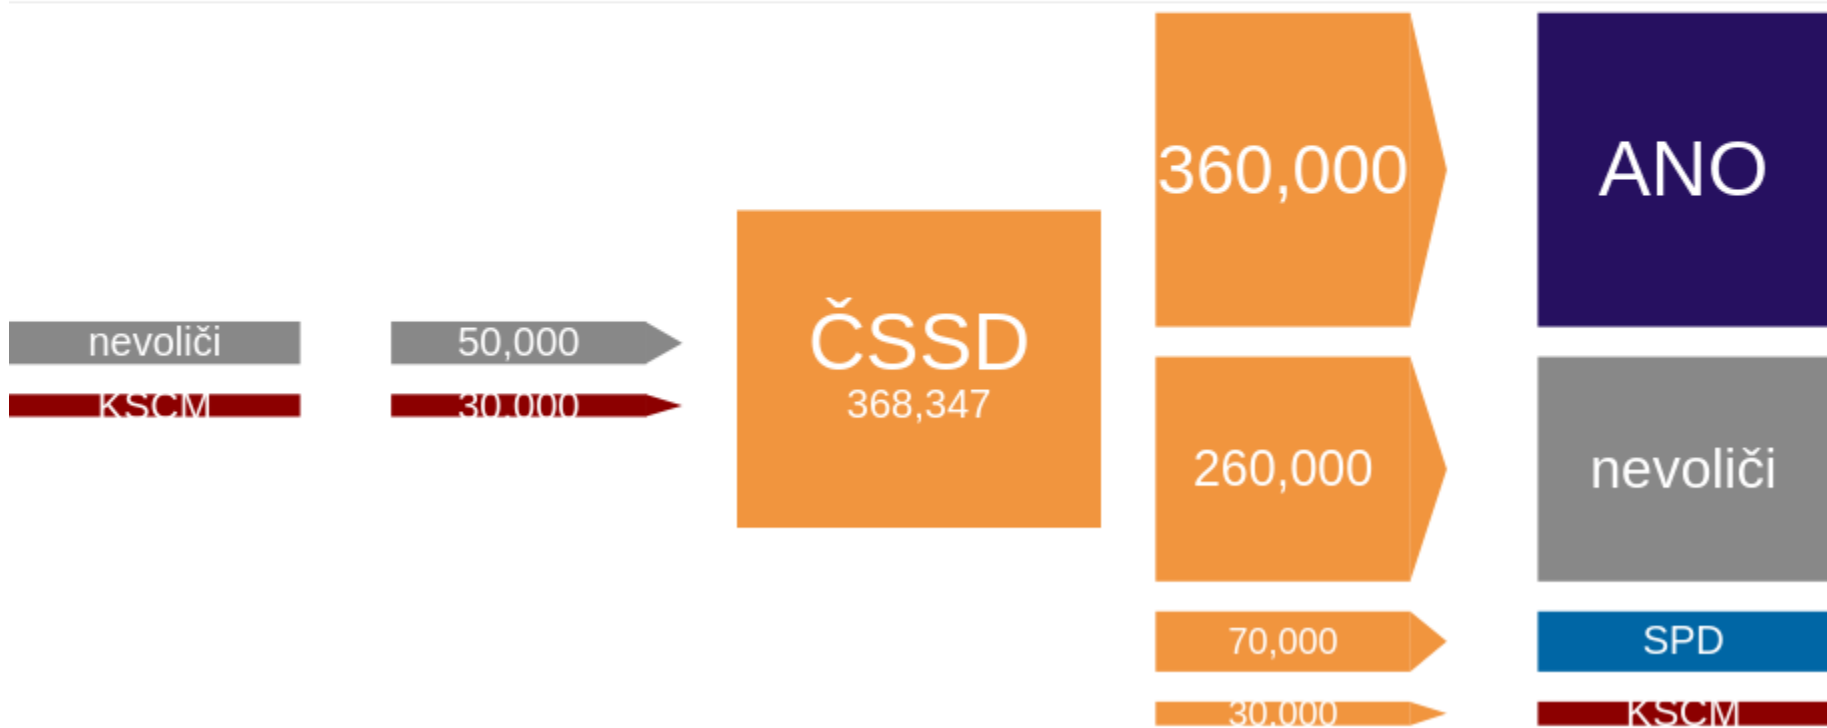 nevoliči
KSČM
50,000
30,000
ČSSD
368,347
360,000
260,000
70,000
30,000
ANO
nevoliči
SPD
KSČM